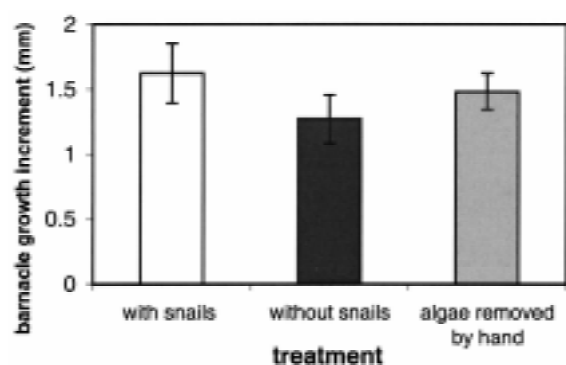 barnacle growth increment (mm)
2
1.5
1
0.5
0
with snails
without snails
algae removed
by hand
treatment